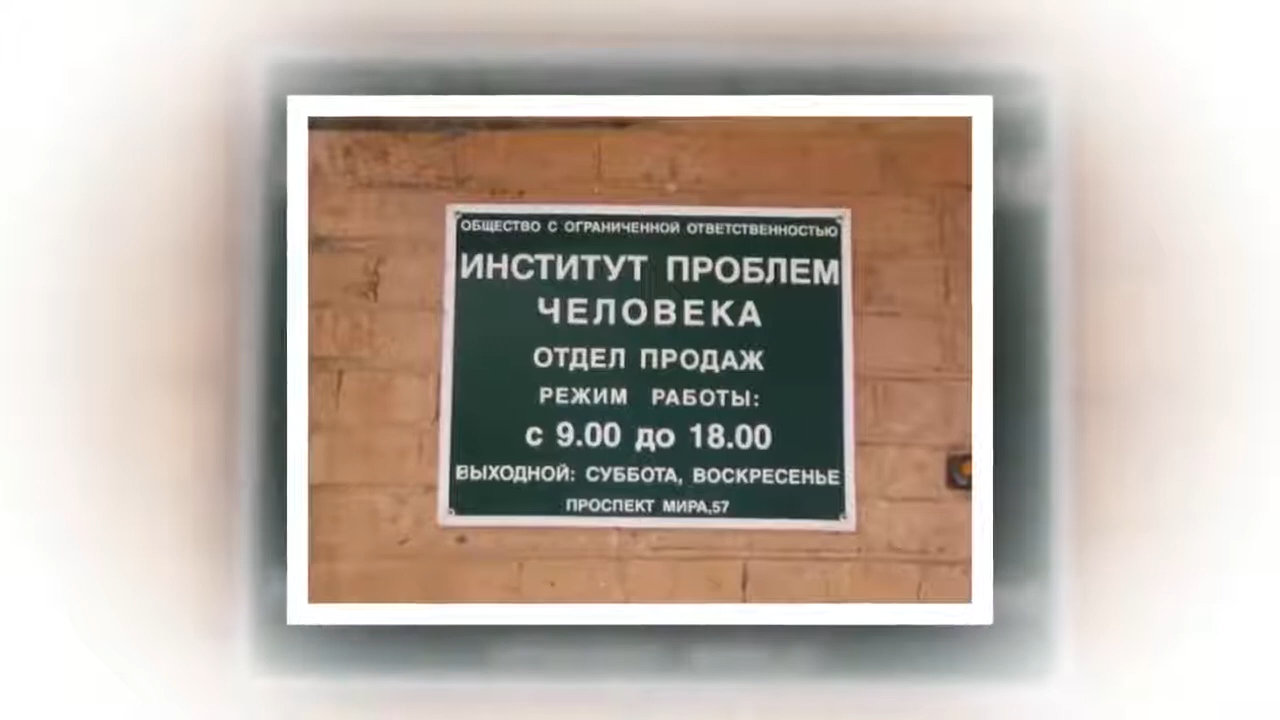 ОБЩЕСТВО С ОГРАНИЧЕННОЙ ОТВЕТСТВЕННОСТЬЮ
ИНСТИТУТ ПРОБЛЕМ
ЧЕЛОВЕКА
ОТДЕЛ ПРОДАЖ
РЕЖИМ РАБОТЫ:
с 9.00 до 18.00
ВЫХОДНОЙ: СУББОТА, ВОСКРЕСЕНЬЕ
ПРОСПЕКТ МИРА,57